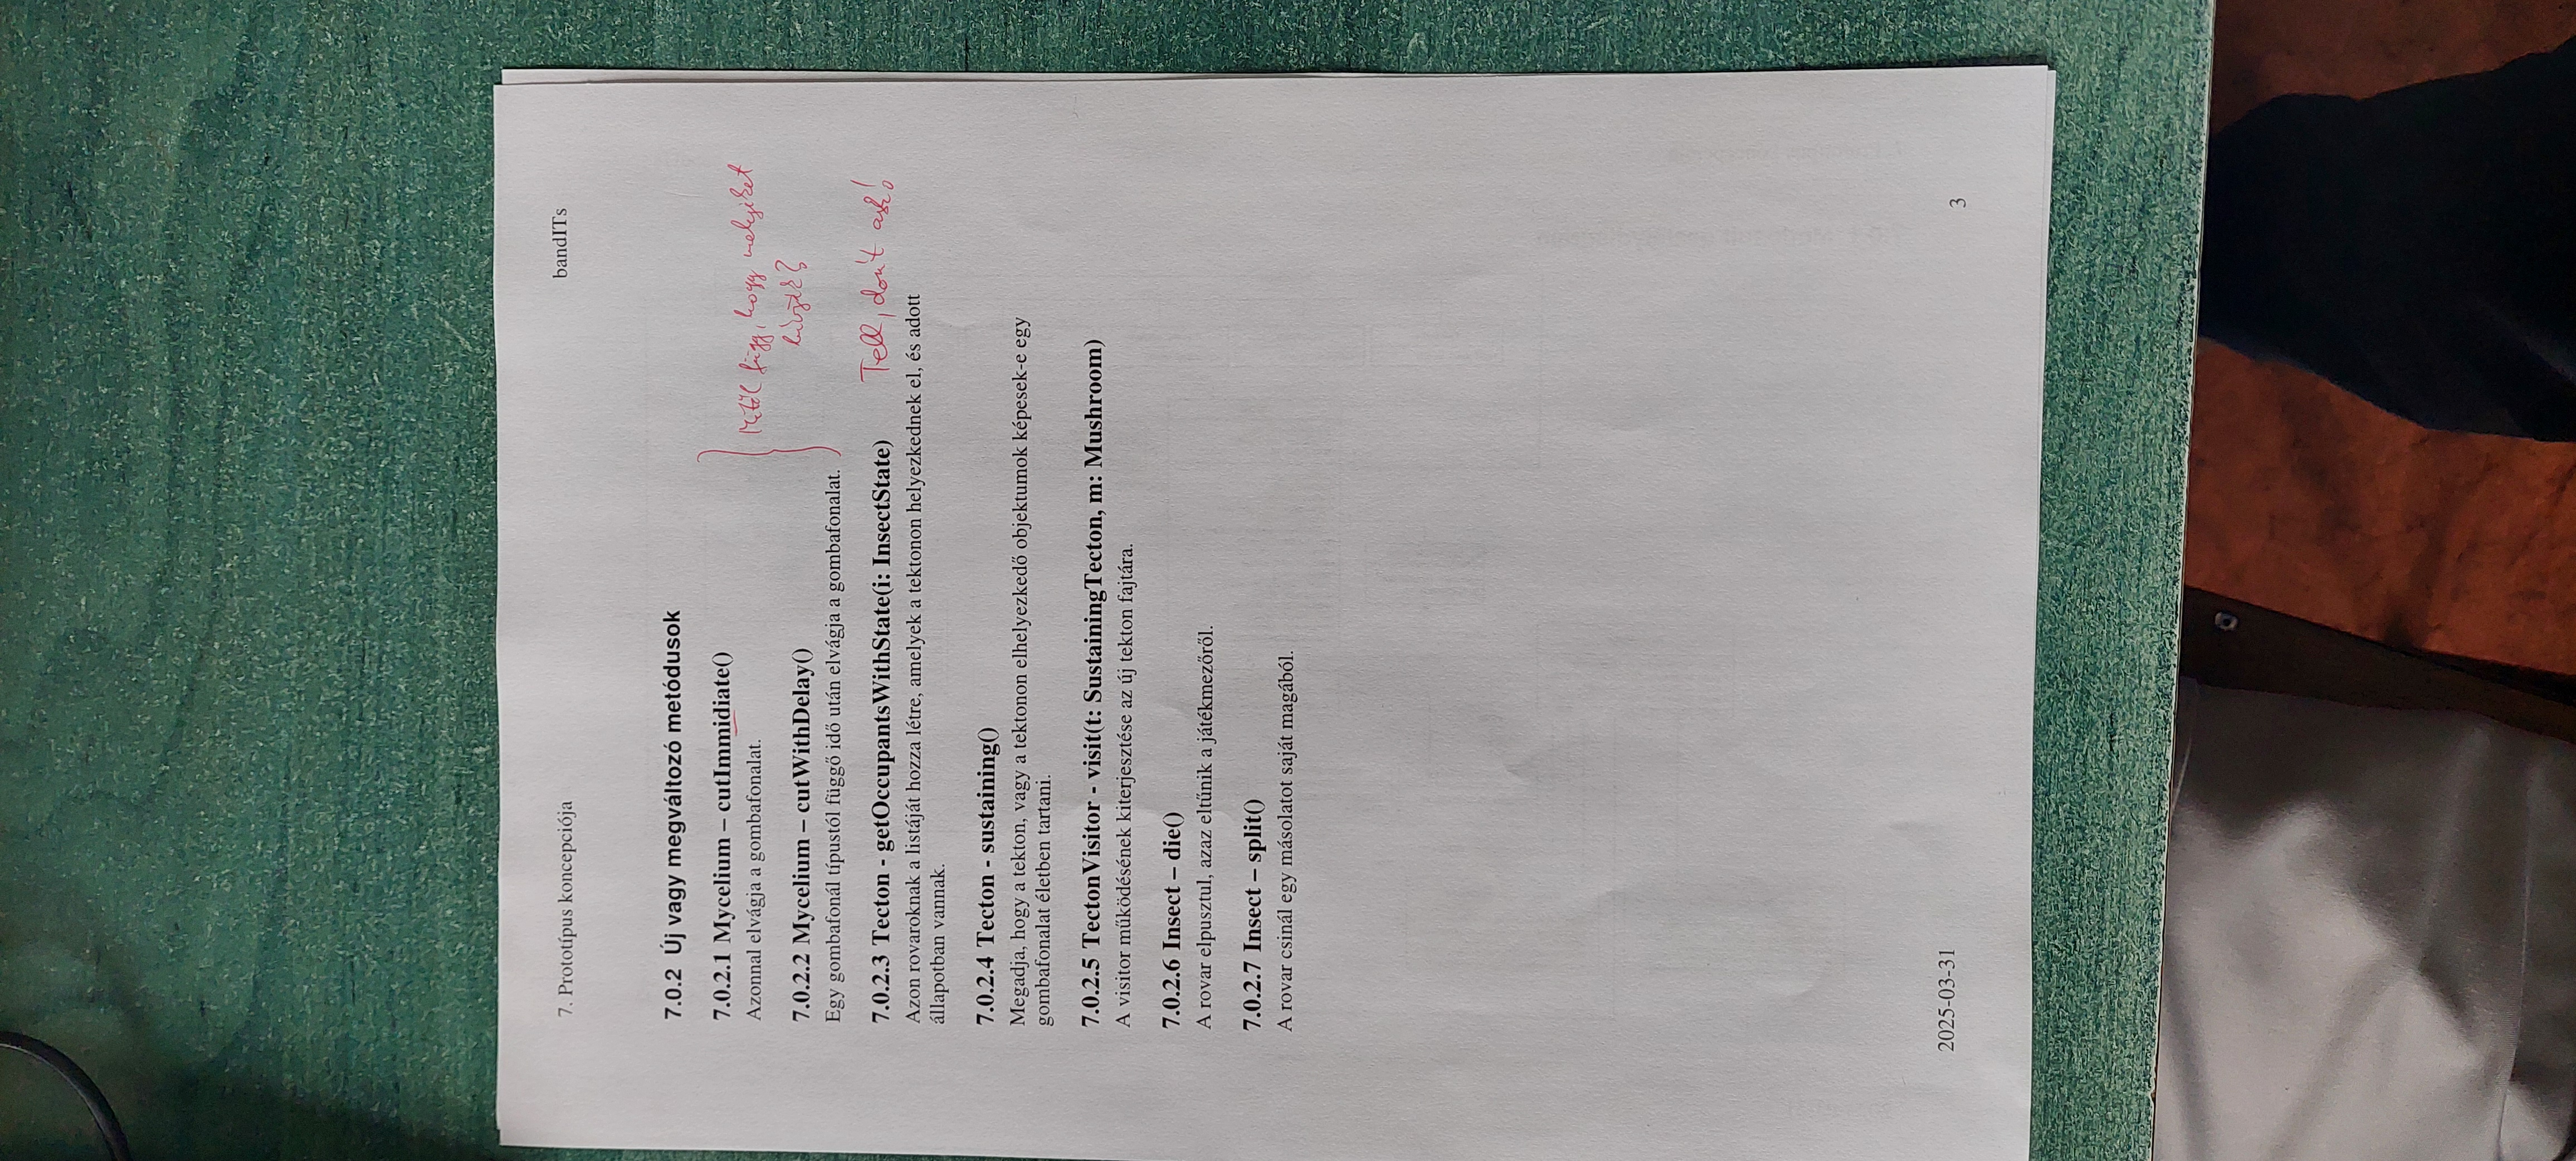 7. Prototípus koncepciója
bandITs
7.0.2 Új vagy megváltozó metódusok
7.0.2.1 Mycelium – cutImmidiate()
Azonnal elvágja a gombafonalat.
7.0.2.2 Mycelium – cutWithDelay()
Egy gombafonál típustól függő idő után elvágja a gombafonalat.
Mitől függ, hogy melyiket
hívják?
7.0.2.3 Tecton - getOccupantsWithState(i: InsectState)
Tell, don't ask!
Azon rovaroknak a listáját hozza létre, amelyek a tektonon helyezkednek el, és adott
állapotban vannak.
7.0.2.4 Tecton - sustaining()
Megadja, hogy a tekton, vagy a tektonon elhelyezkedő objektumok képesek-e egy
gombafonalat életben tartani.
7.0.2.5 TectonVisitor - visit(t: SustainingTecton, m: Mushroom)
A visitor működésének kiterjesztése az új tekton fajtára.
7.0.2.6 Insect – die()
A rovar elpusztul, azaz eltűnik a játékmezőről.
7.0.2.7 Insect – split()
A rovar csinál egy másolatot saját magából.
2025-03-31
3